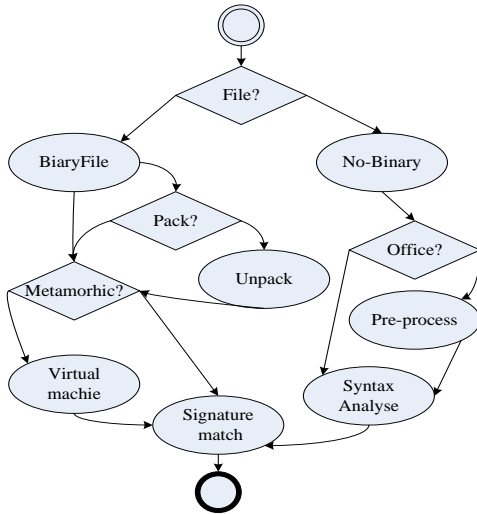 File?
BiaryFile
No-Binary
Pack?
Office?
Unpack
Metamorhic?
Pre-process
Virtual
machie
Syntax
Analyse
Signature
match